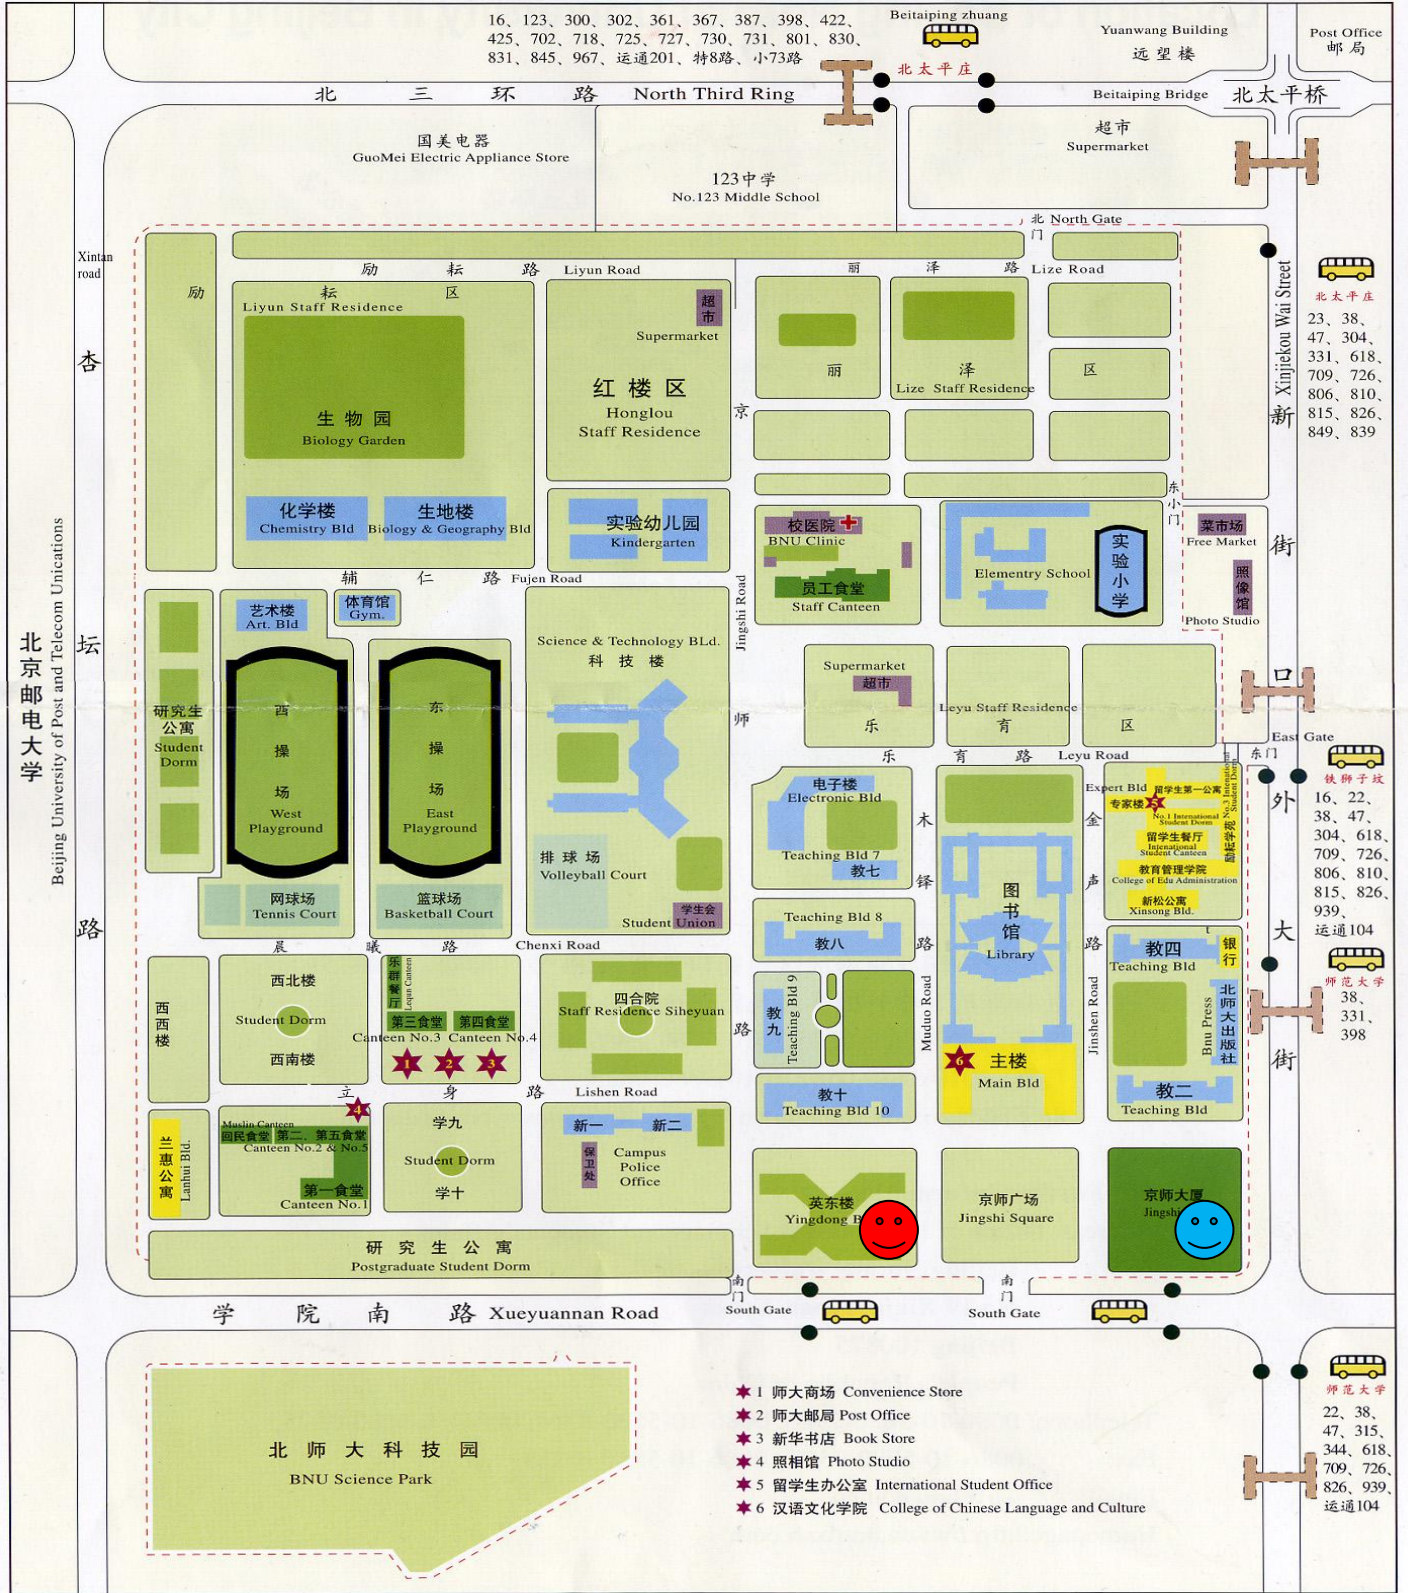 16、123、300、302、361、367、387、398、422、
425、702、718、725、727、730、731、801、830、
831、845、967、运通201、特8路、小73路
Beitaiping zhuang
北太平庄
Yuanwang Building
远望楼
Post Office
邮局
北三环路 North Third Ring
Beitaiping Bridge
北太平桥
国美电器
GuoMei Electric Appliance Store
123中学
No.123 Middle School
超市
Supermarket
北门 North Gate
Xintan
road
励耘路 Liyun Road
丽泽路 Lize Road
励耘区
Liyun Staff Residence
超市
Supermarket
生物园
Biology Garden
红楼区
Honglou
Staff Residence
丽泽区
Lize Staff Residence
北太平庄
23、38、
47、304、
331、618、
709、726、
806、810、
815、826、
849、839
Xinjiekou Wai Street
新街口外大街
杏坛路
京师路
Jingshi Road
化学楼
Chemistry Bld
生地楼
Biology & Geography Bld
实验幼儿园
Kindergarten
校医院
BNU Clinic
员工食堂
Staff Canteen
Elementry School
实验小学
东小门
菜市场
Free Market
照像馆
Photo Studio
辅仁路 Fujen Road
北京邮电大学
Beijing University of Post and Telecom Unications
艺术楼
Art. Bld
体育馆
Gym.
Science & Technology BLd.
科技楼
研究生
公寓
Student
Dorm
西操场
West
Playground
东操场
East
Playground
Supermarket
超市
Leyu Staff Residence
乐育区
乐育路 Leyu Road
East Gate
东门
铁狮子坟
16、22、
38、47、
304、618、
709、726、
806、810、
815、826、
939、
运通104
电子楼
Electronic Bld
Teaching Bld 7
教七
木铎路
Muduo Road
金声路
Jinshen Road
Expert Bld
专家楼
5
留学生第一公寓
No.1 Intenational
Student Dorm
留学生餐厅
Intenational
Student Canteen
教育管理学院
College of Edu Administration
新松公寓
Xinsong Bld.
励耘学苑
No.3 Intenational
Student Dorm
排球场
Volleyball Court
学生会
Student Union
网球场
Tennis Court
篮球场
Basketball Court
Teaching Bld 8
教八
图书馆
Library
晨曦路 Chenxi Road
教四
Teaching Bld
t
银行
师范大学
38、
331、
398
西西楼
西北楼
Student Dorm
西南楼
乐群餐厅
Lequn Canteen
第三食堂
Canteen No.3
第四食堂
Canteen No.4
1
2
3
四合院
Staff Residence Siheyuan
教九
Teaching Bld 9
北师大出版社
Bnu Press
6
主楼
Main Bld
教二
Teaching Bld
教十
Teaching Bld 10
立身路 Lishen Road
4
兰惠公寓
Lanhui Bld.
Muslin Canteen
回民食堂
第二、第五食堂
Canteen No.2 & No.5
第一食堂
Canteen No.1
学九
Student Dorm
学十
新一
新二
保卫处
Campus
Police
Office
英东楼
Yingdong
京师广场
Jingshi Square
京师大厦
Jingshi
研究生公寓
Postgraduate Student Dorm
南门
South Gate
南门
South Gate
学院南路 Xueyuannan Road
北师大科技园
BNU Science Park
1 师大商场 Convenience Store
2 师大邮局 Post Office
3 新华书店 Book Store
4 照相馆 Photo Studio
5 留学生办公室 International Student Office
6 汉语文化学院 College of Chinese Language and Culture
师范大学
22、38、
47、315、
344、618、
709、726、
826、939、
运通104